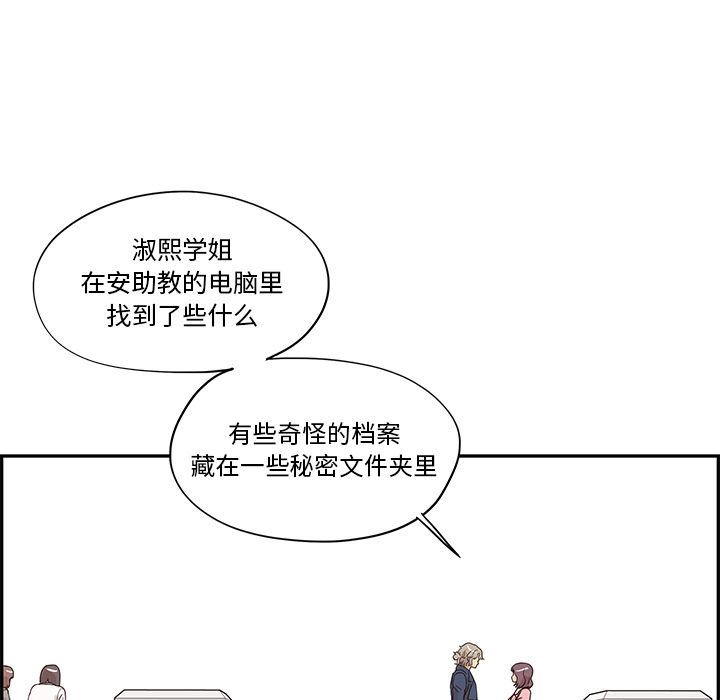 淑熙学姐
在安助教的电脑里
找到了些什么
有些奇怪的档案
藏在一些秘密文件夹里